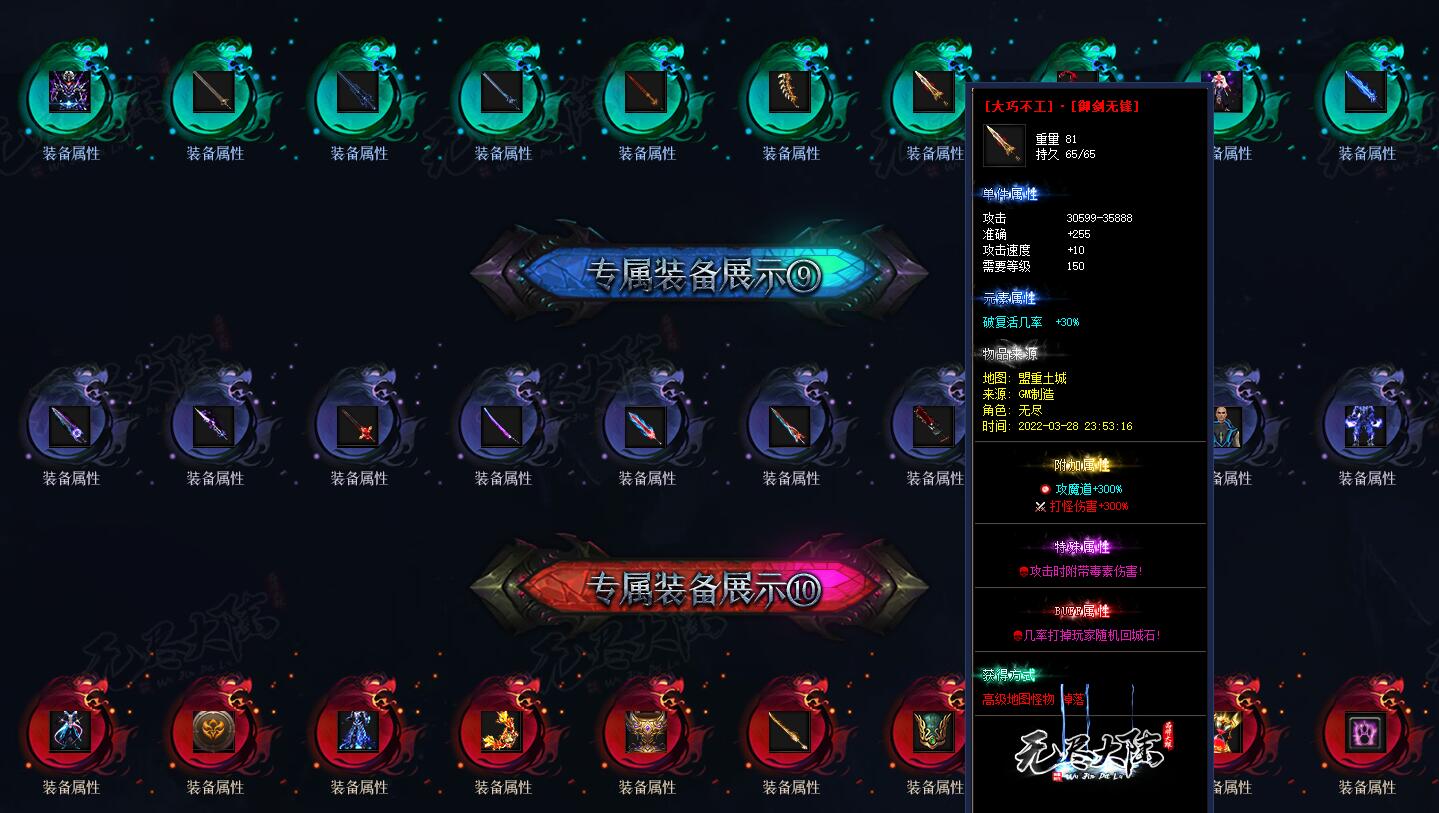 装备属性
装备属性
装备属性
装备属性
装备属性
装备属性
装备属性
备属性
装备属性
专属装备展示⑨
装备属性
装备属性
装备属性
装备属性
装备属性
装备属性
装备属性
备属性
装备属性
专属装备展示⑩
装备属性
装备属性
装备属性
装备属性
装备属性
装备属性
装备属性
备属性
装备属性
[大巧不工]·[御剑无锋]
重量 81
持久 65/65
单件属性
攻击 30599-35888
准确 +255
攻击速度 +10
需要等级 150
元素属性
破复活几率 +30%
物品来源
地图: 盟重土城
来源: GM制造
角色: 无尽
时间: 2022-03-28 23:53:16
附加属性
攻魔道+300%
打怪伤害+300%
特殊属性
攻击时附带毒素伤害!
BUFF属性
几率打掉玩家随机回城石!
获得方式
高级地图怪物 掉落
无尽大陆
Wu Jin Da Lu